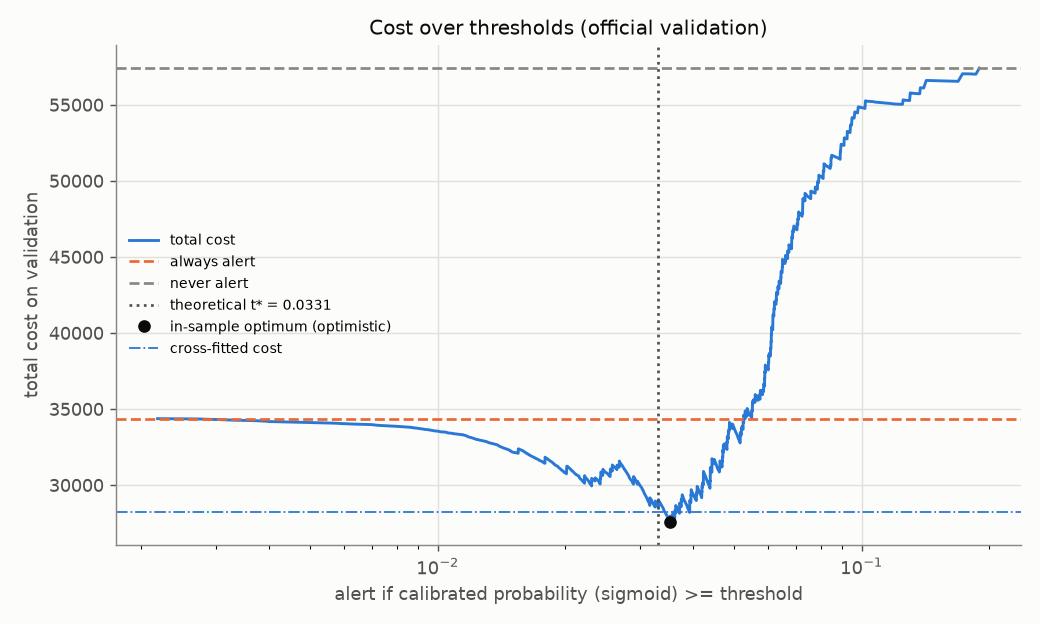 Cost over thresholds (official validation)
total cost on validation
55000
50000
45000
40000
35000
30000
total cost
always alert
never alert
theoretical t* = 0.0331
in-sample optimum (optimistic)
cross-fitted cost
10⁻²
10⁻¹
alert if calibrated probability (sigmoid) >= threshold